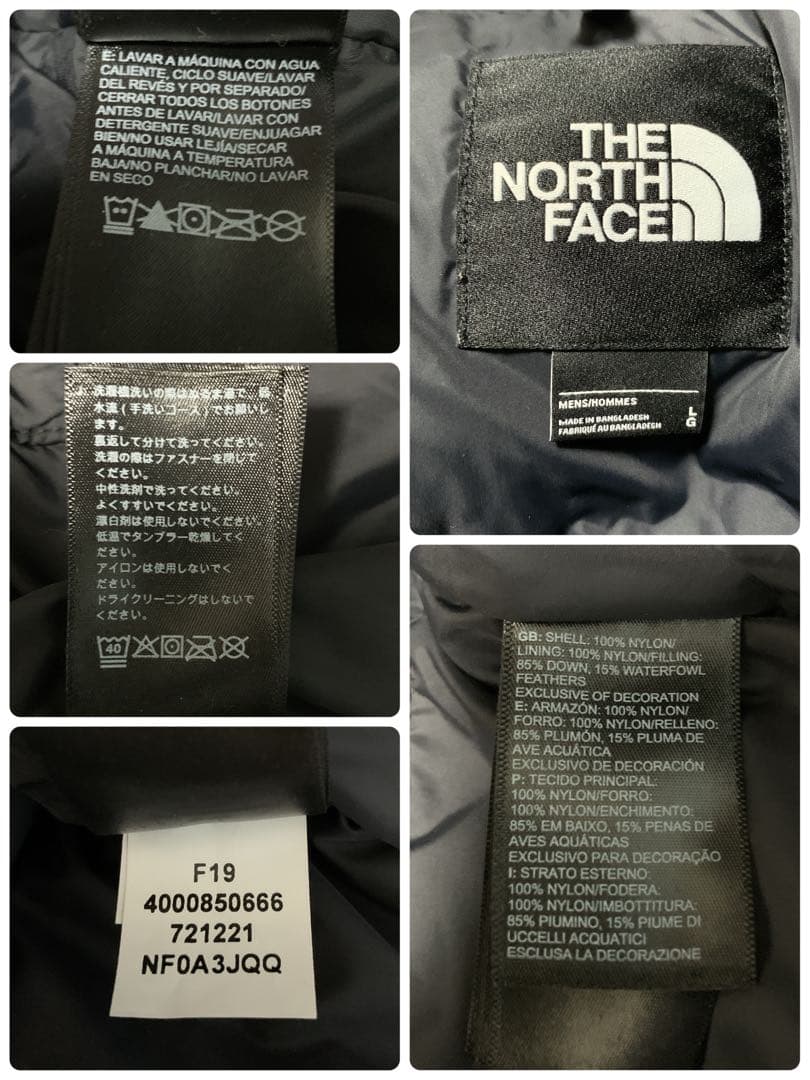 E: LAVAR A MÁQUINA CON AGUA
CALIENTE, CICLO SUAVE/LAVAR
DEL REVÉS Y POR SEPARADO/
CERRAR TODOS LOS BOTONES
ANTES DE LAVAR/LAVAR CON
DETERGENTE SUAVE/ENJUAGAR
BIEN/NO USAR LEJÍA/SECAR
A MÁQUINA A TEMPERATURA
BAJA/NO PLANCHAR/NO LAVAR
EN SECO
THE
NORTH
FACE
MENS/HOMMES
MADE IN BANGLADESH
FABRIQUÉ AU BANGLADESH
L
G
洗濯機洗いの際はぬるま湯で、弱
水流(手洗いコース)でお願いし
ます。
裏返して分けて洗ってください。
洗濯の際はファスナーを閉じて
ください。
中性洗剤で洗ってください。
よくすすいでください。
漂白剤は使用しないでください。
低温でタンブラー乾燥してく
ださい。
アイロンは使用しないでく
ださい。
ドライクリーニングはしないで
ください。
40
GB: SHELL: 100% NYLON/
LINING: 100% NYLON/FILLING:
85% DOWN, 15% WATERFOWL
FEATHERS
EXCLUSIVE OF DECORATION
E: ARMAZÓN: 100% NYLON/
FORRO: 100% NYLON/RELLENO:
85% PLUMÓN, 15% PLUMA DE
AVE ACUÁTICA
EXCLUSIVO DE DECORACIÓN
P: TECIDO PRINCIPAL:
100% NYLON/FORRO:
100% NYLON/ENCHIMENTO:
85% EM BAIXO, 15% PENAS DE
AVES AQUÁTICAS
EXCLUSIVO PARA DECORAÇÃO
I: STRATO ESTERNO:
100% NYLON/FODERA:
100% NYLON/IMBOTTITURA:
85% PIUMINO, 15% PIUME DI
UCCELLI ACQUATICI
ESCLUSA LA DECORAZIONE
F19
4000850666
721221
NF0A3JQQ